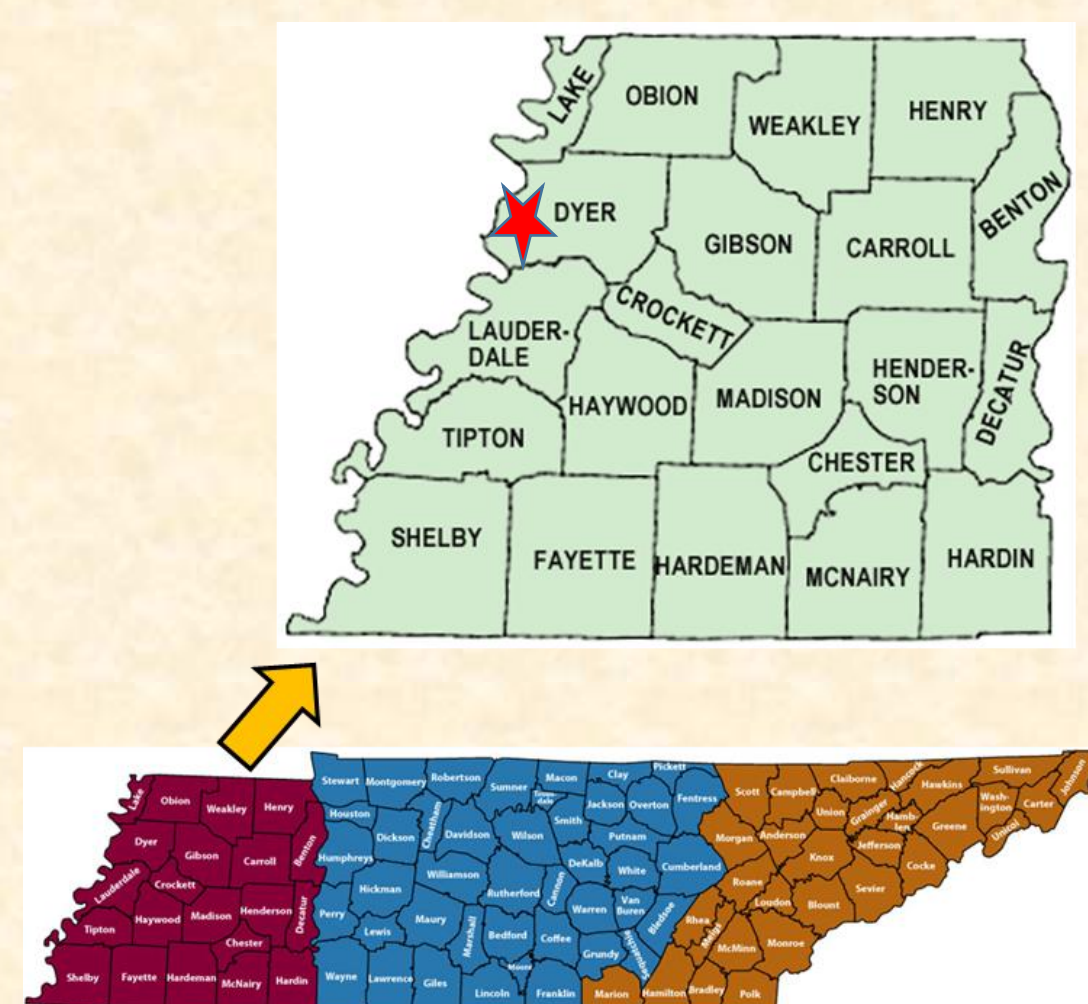 LAKE
OBION
WEAKLEY
HENRY
BENTON
DYER
GIBSON
CARROLL
CROCKETT
LAUDER-
DALE
HAYWOOD
MADISON
HENDER-
SON
DECATUR
TIPTON
CHESTER
SHELBY
FAYETTE
HARDEMAN
MCNAIRY
HARDIN
Lake
Obion
Weakley
Henry
Dyer
Gibson
Carroll
Benton
Lauderdale
Crockett
Tipton
Haywood
Madison
Henderson
Decatur
Chester
Shelby
Fayette
Hardeman
McNairy
Hardin
Stewart
Montgomery
Robertson
Sumner
Macon
Trous-
dale
Clay
Pickett
Houston
Dickson
Cheatham
Davidson
Wilson
Smith
Jackson
Overton
Fentress
Humphreys
Hickman
Williamson
Rutherford
Cannon
DeKalb
Putnam
White
Cumberland
Perry
Lewis
Maury
Marshall
Bedford
Coffee
Warren
Van
Buren
Bledsoe
Grundy
Sequatchie
Wayne
Lawrence
Giles
Lincoln
Moore
Franklin
Marion
Hamilton
Bradley
Polk
Scott
Campbell
Claiborne
Hancock
Hawkins
Sullivan
Johnson
Union
Grainger
Hamb-
len
Greene
Wash-
ington
Carter
Unicoi
Morgan
Anderson
Knox
Jefferson
Cocke
Sevier
Roane
Loudon
Blount
Rhea
Meigs
McMinn
Monroe